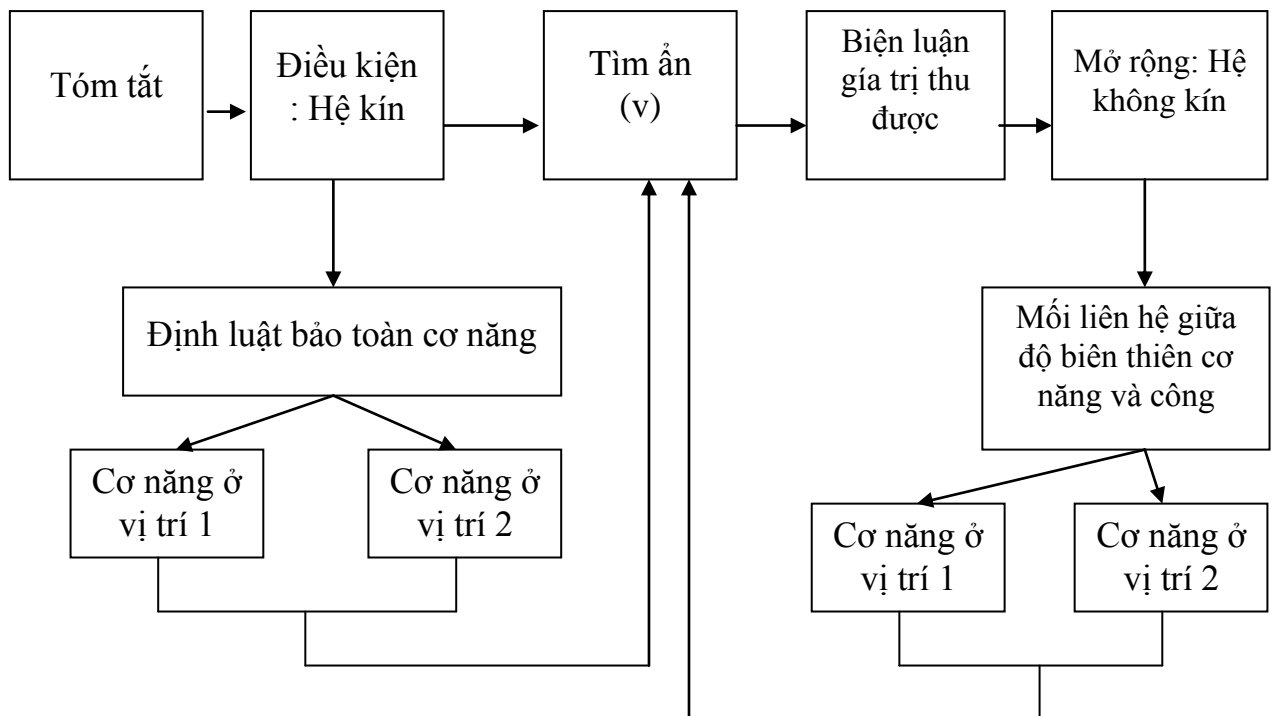 Tóm tắt
Điều kiện
: Hệ kín
Tìm ẩn
(v)
Biện luận
gía trị thu
được
Mở rộng: Hệ
không kín
Định luật bảo toàn cơ năng
Cơ năng ở
vị trí 1
Cơ năng ở
vị trí 2
Mối liên hệ giữa
độ biên thiên cơ
năng và công
Cơ năng ở
vị trí 1
Cơ năng ở
vị trí 2